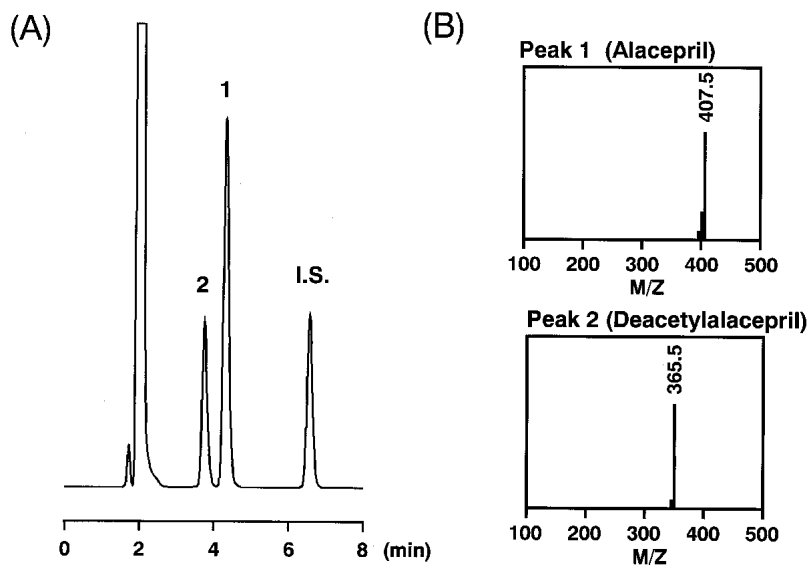 (A)
1
2
I.S.
0 2 4 6 8 (min)
(B)
Peak 1 (Alacepril)
407.5
100 200 300 400 500
M/Z
Peak 2 (Deacetylalacepril)
365.5
100 200 300 400 500
M/Z